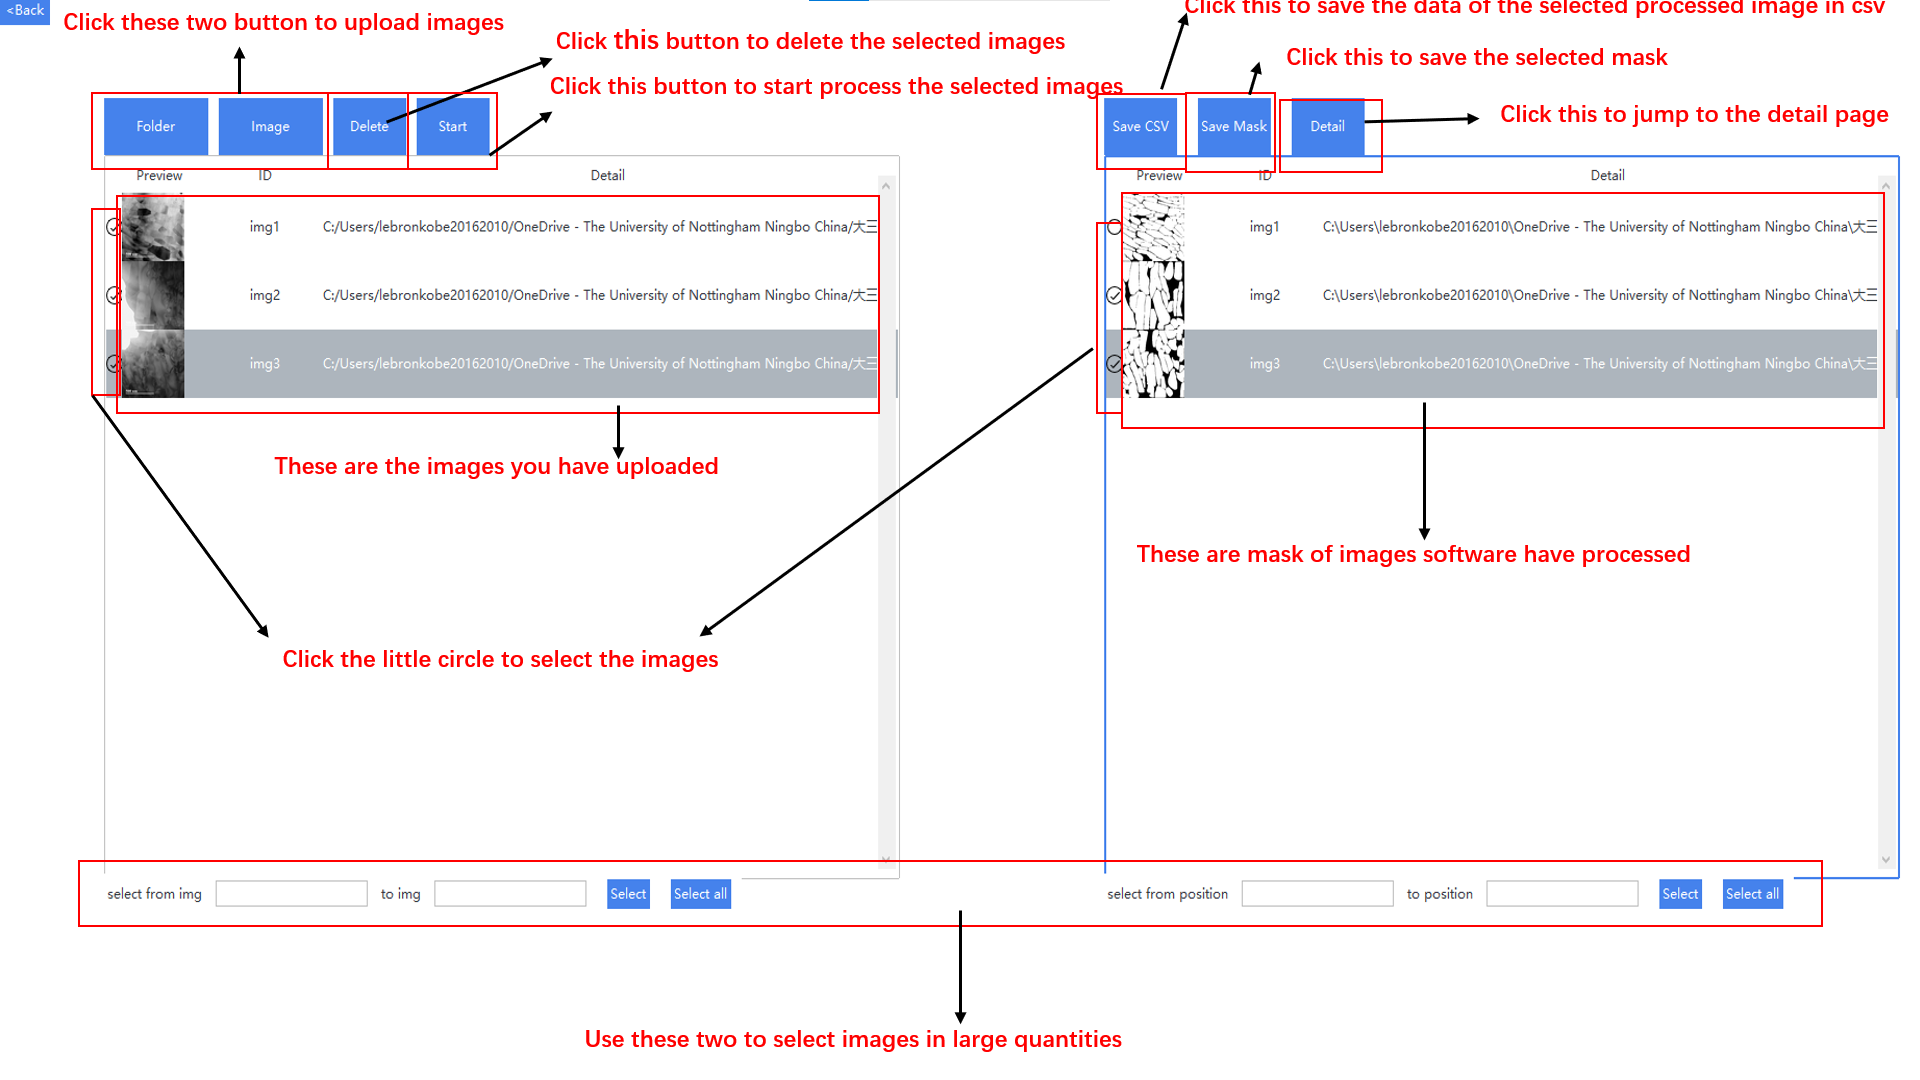 <Back
Click these two button to upload images
Click this button to delete the selected images
Click this button to start process the selected images
Click this to save the data of the selected processed image in csv
Click this to save the selected mask
Click this to jump to the detail page
Folder
Image
Delete
Start
Save CSV
Save Mask
Detail
Preview ID Detail
img1 C:/Users/lebronkobe20162010/OneDrive - The University of Nottingham Ningbo China/大三
img2 C:/Users/lebronkobe20162010/OneDrive - The University of Nottingham Ningbo China/大三
img3 C:/Users/lebronkobe20162010/OneDrive - The University of Nottingham Ningbo China/大三
Preview ID Detail
img1 C:\Users\lebronkobe20162010\OneDrive - The University of Nottingham Ningbo China\大三
img2 C:\Users\lebronkobe20162010\OneDrive - The University of Nottingham Ningbo China\大三
img3 C:\Users\lebronkobe20162010\OneDrive - The University of Nottingham Ningbo China\大三
These are the images you have uploaded
These are mask of images software have processed
Click the little circle to select the images
select from img to img Select Select all
select from position to position Select Select all
Use these two to select images in large quantities